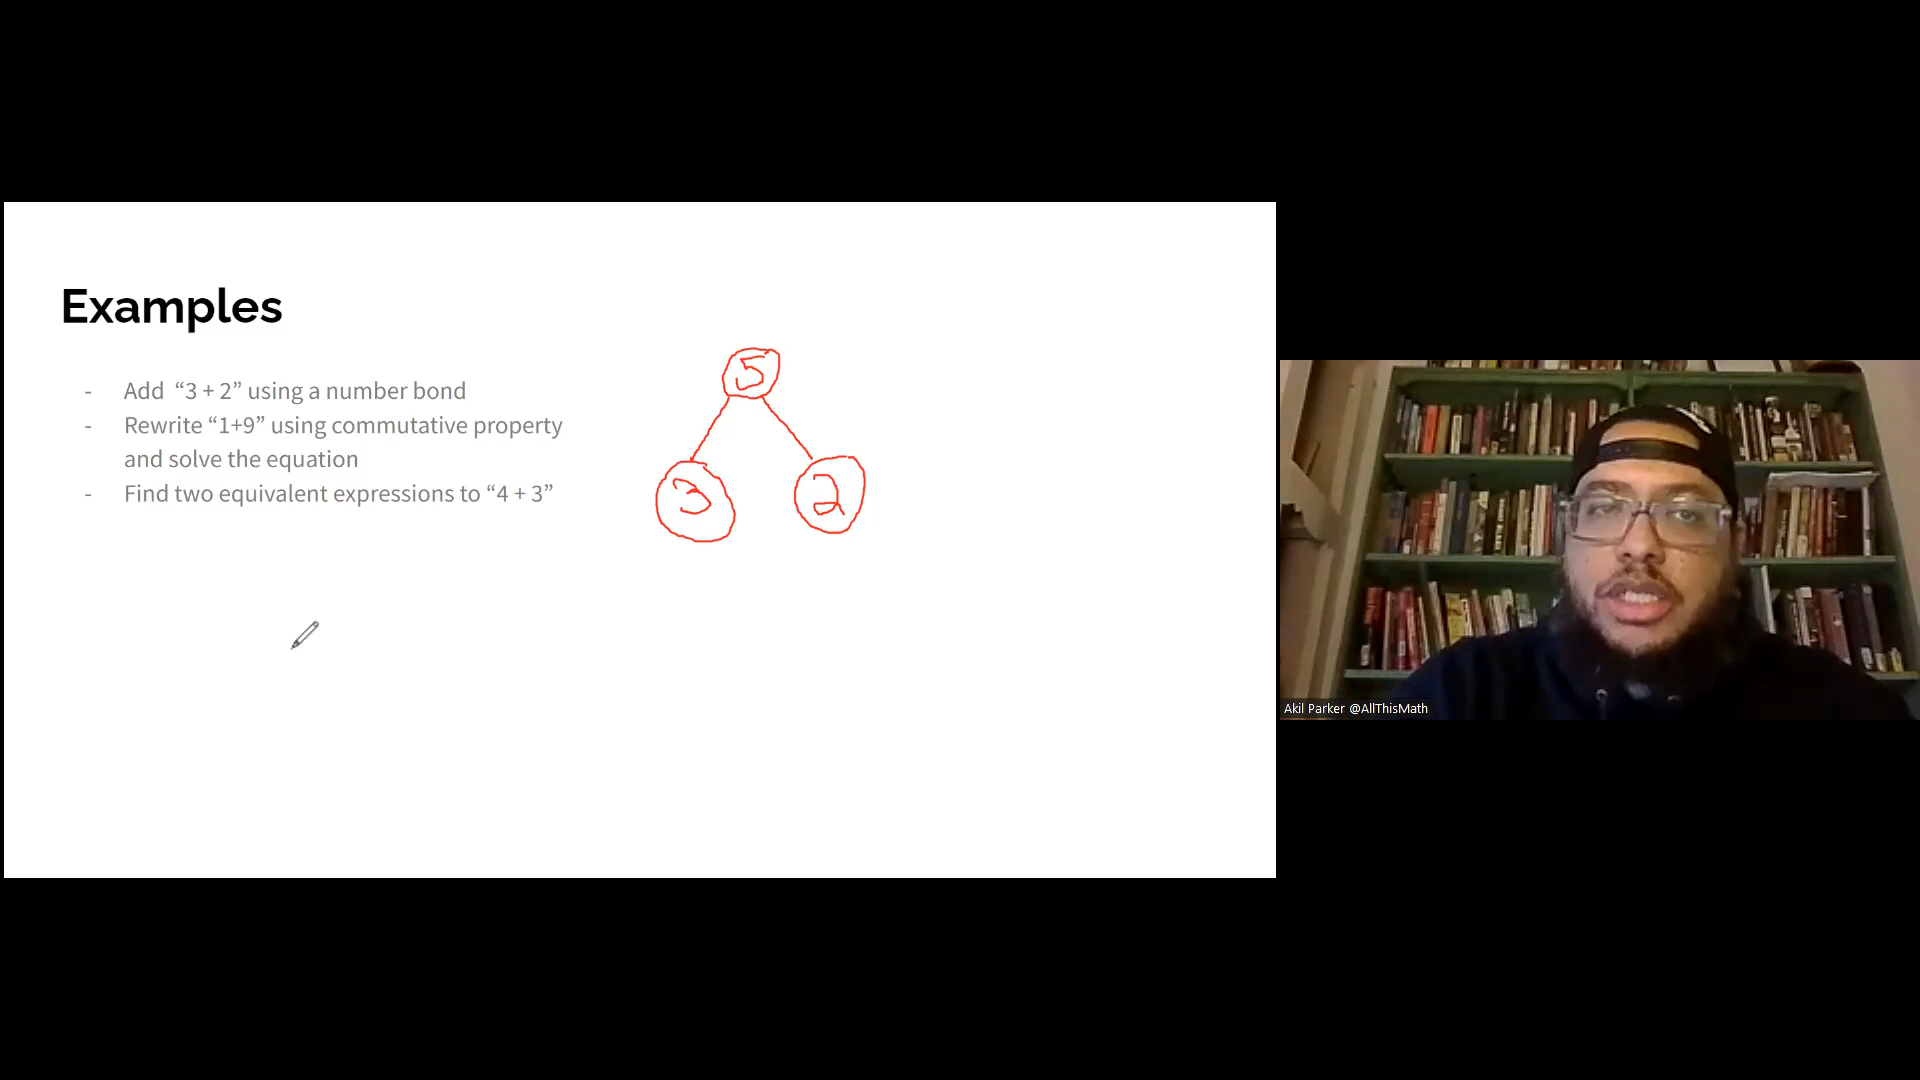 Examples
- Add “3 + 2” using a number bond
- Rewrite “1+9” using commutative property
and solve the equation
- Find two equivalent expressions to “4 + 3”
5
3 2
Akil Parker @AllThisMath